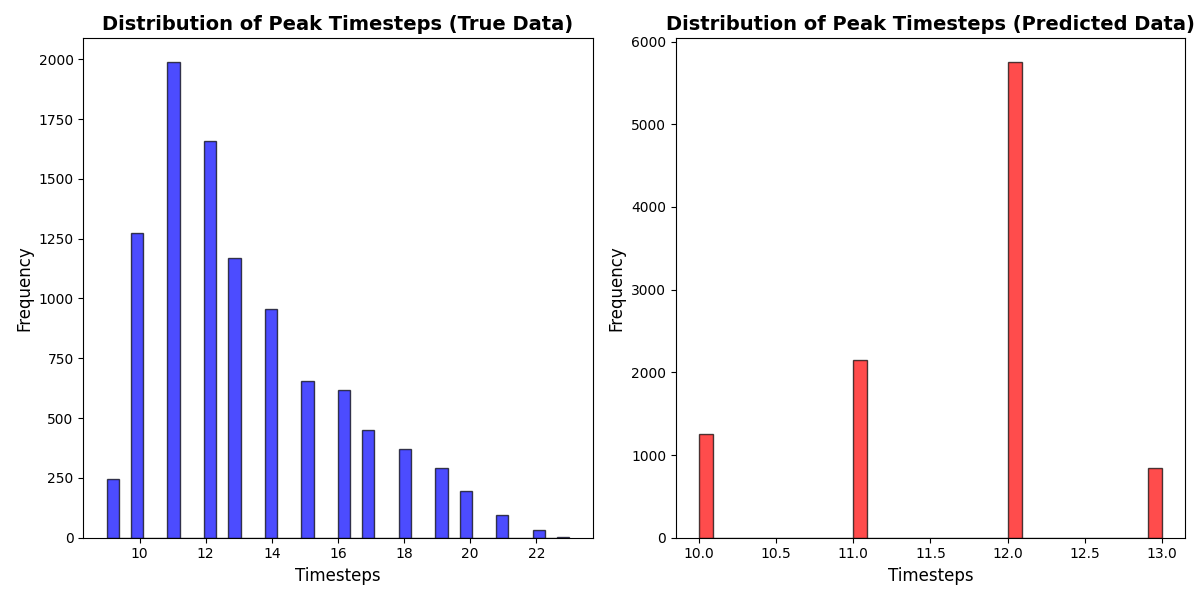 Distribution of Peak Timesteps (True Data)
2000
1750
1500
1250
1000
750
500
250
0
10 12 14 16 18 20 22
Timesteps
Frequency
Distribution of Peak Timesteps (Predicted Data)
6000
5000
4000
3000
2000
1000
0
10.0 10.5 11.0 11.5 12.0 12.5 13.0
Timesteps
Frequency